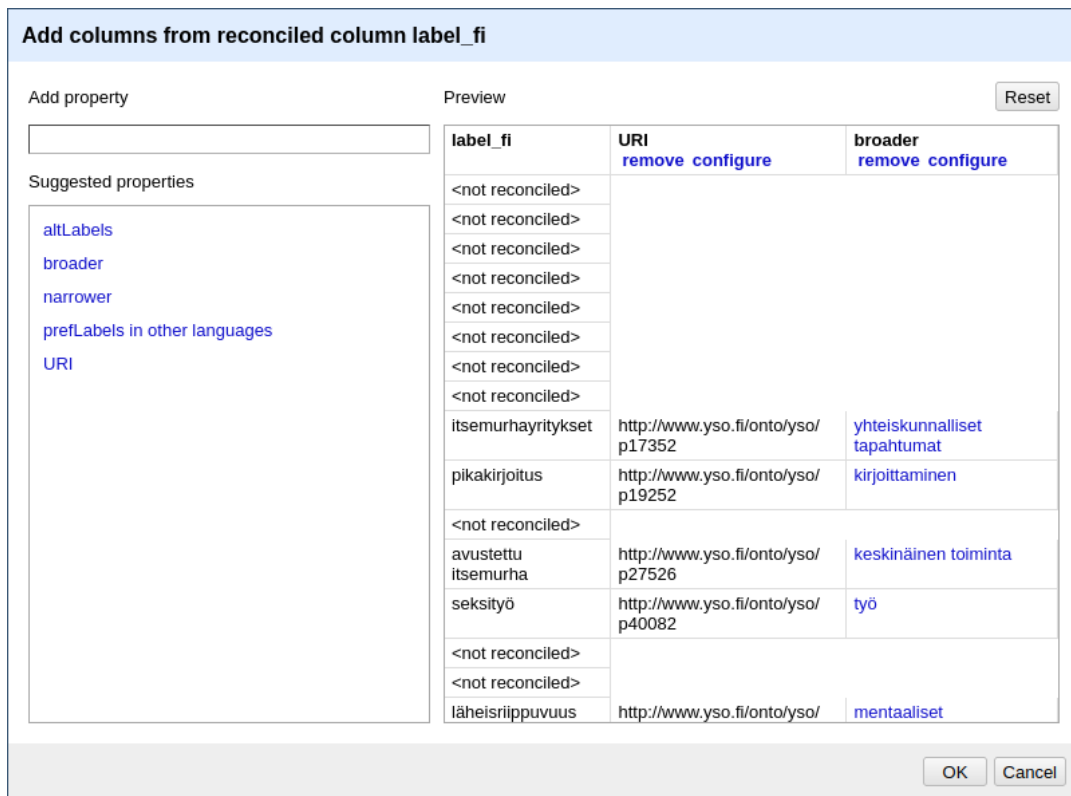 Add columns from reconciled column label_fi
Add property
Suggested properties
altLabels
broader
narrower
prefLabels in other languages
URI
Preview
Reset
label_fi URI broader
remove configure remove configure
<not reconciled>
<not reconciled>
<not reconciled>
<not reconciled>
<not reconciled>
<not reconciled>
<not reconciled>
<not reconciled>
itsemurhayritykset http://www.yso.fi/onto/yso/ yhteiskunnalliset
p17352 tapahtumat
pikakirjoitus http://www.yso.fi/onto/yso/ kirjoittaminen
p19252
<not reconciled>
avustettu http://www.yso.fi/onto/yso/ keskinäinen toiminta
itsemurha p27526
seksityö http://www.yso.fi/onto/yso/ työ
p40082
<not reconciled>
<not reconciled>
läheisriippuvuus http://www.yso.fi/onto/yso/ mentaaliset
OK Cancel